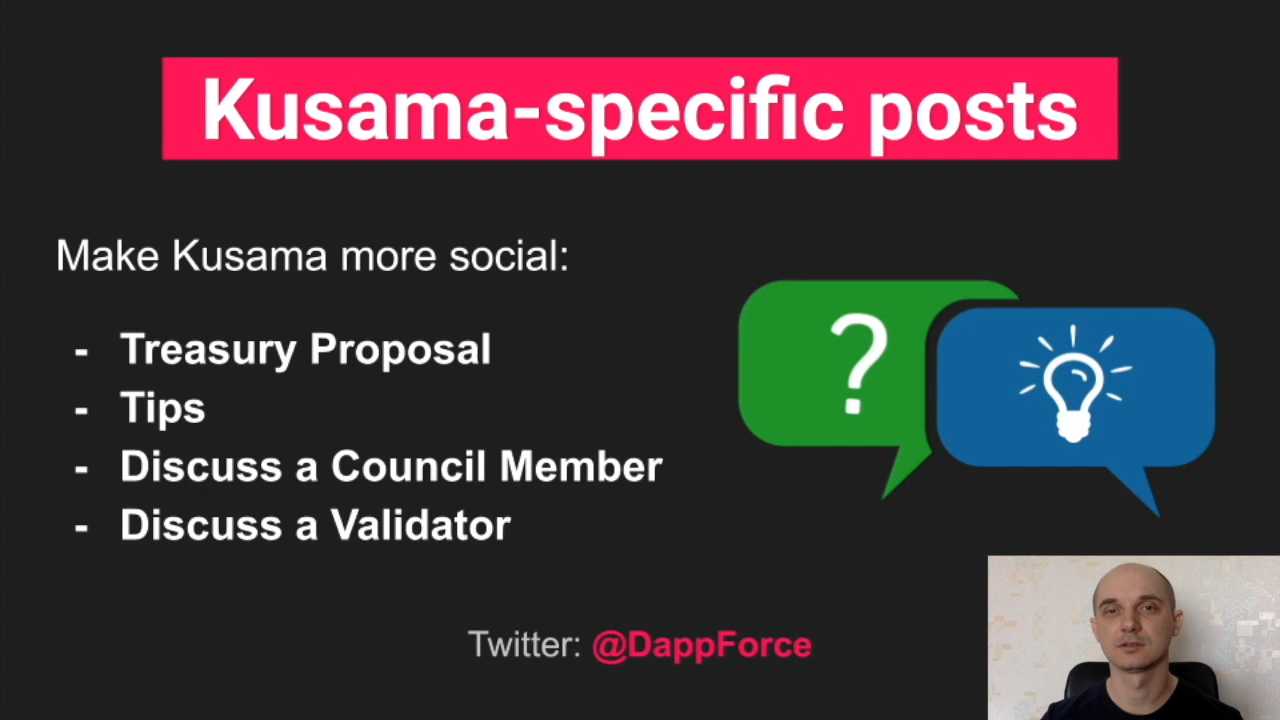 Kusama-specific posts
Make Kusama more social:
- Treasury Proposal
- Tips
- Discuss a Council Member
- Discuss a Validator
?
Twitter: @DappForce